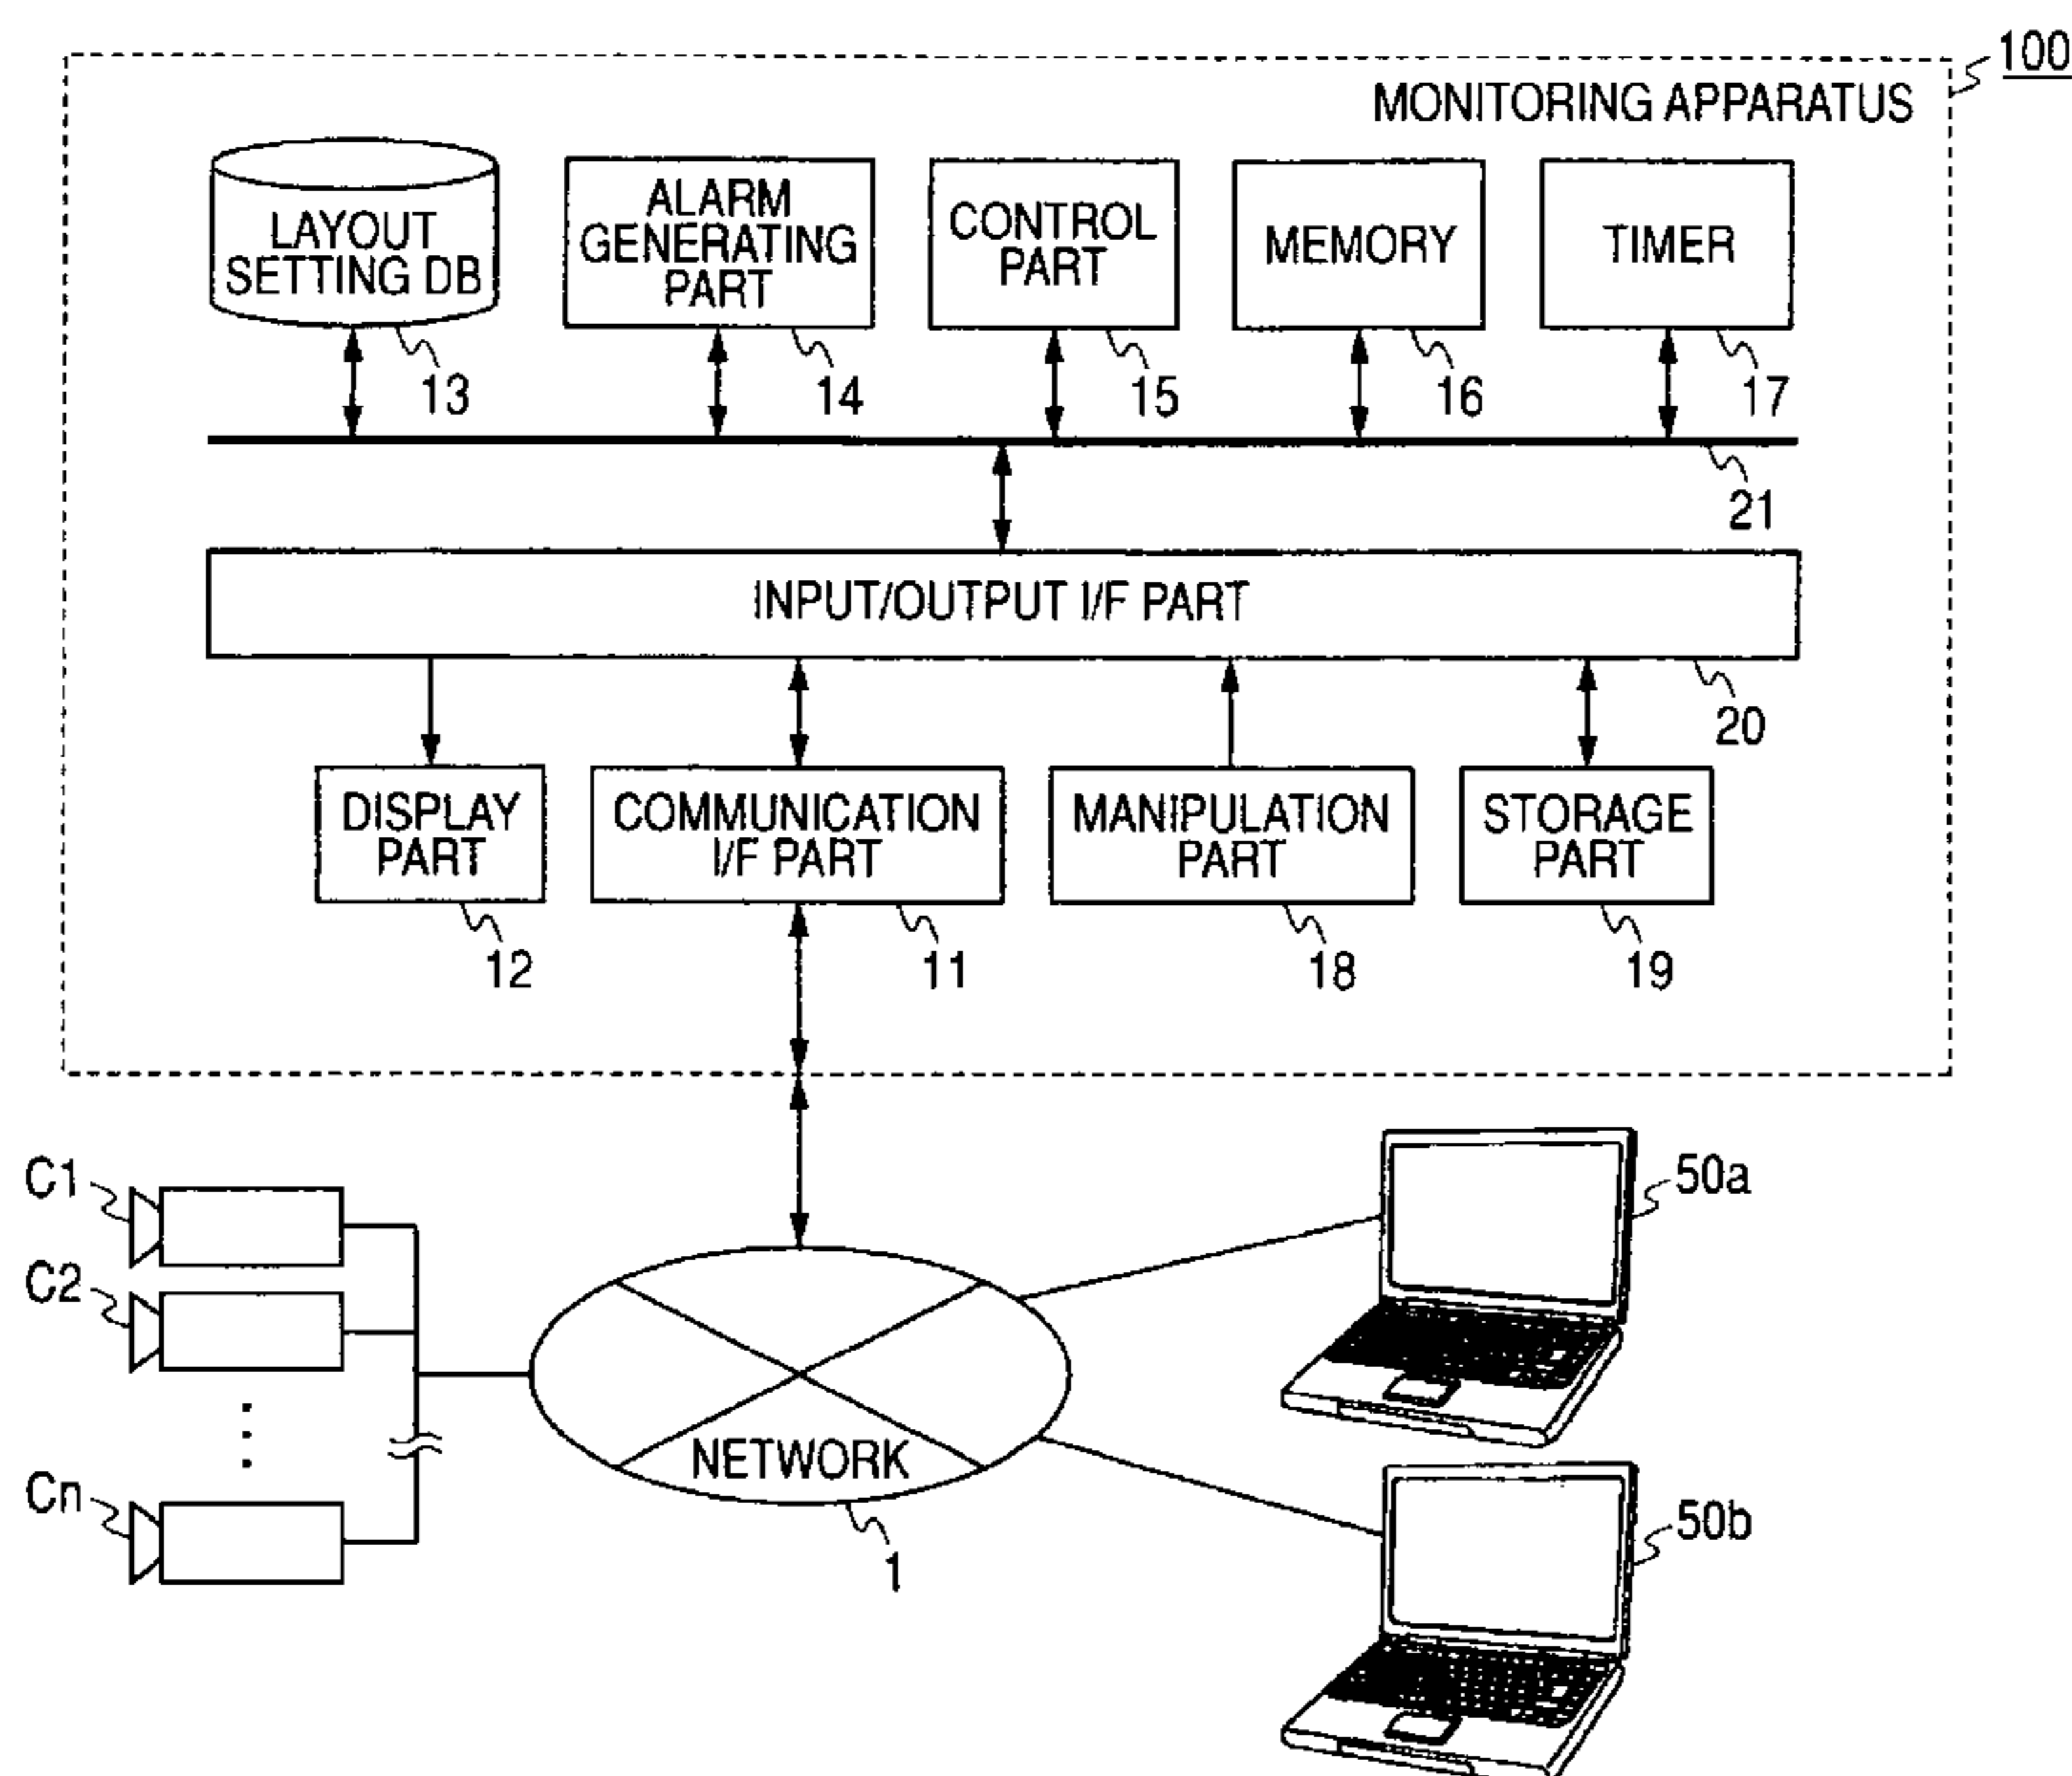 100
MONITORING APPARATUS
LAYOUT
SETTING DB
ALARM
GENERATING
PART
CONTROL
PART
MEMORY
TIMER
13
14
15
16
17
21
INPUT/OUTPUT I/F PART
20
DISPLAY
PART
COMMUNICATION
I/F PART
MANIPULATION
PART
STORAGE
PART
12
11
18
19
C1
C2
Cn
NETWORK
1
50a
50b